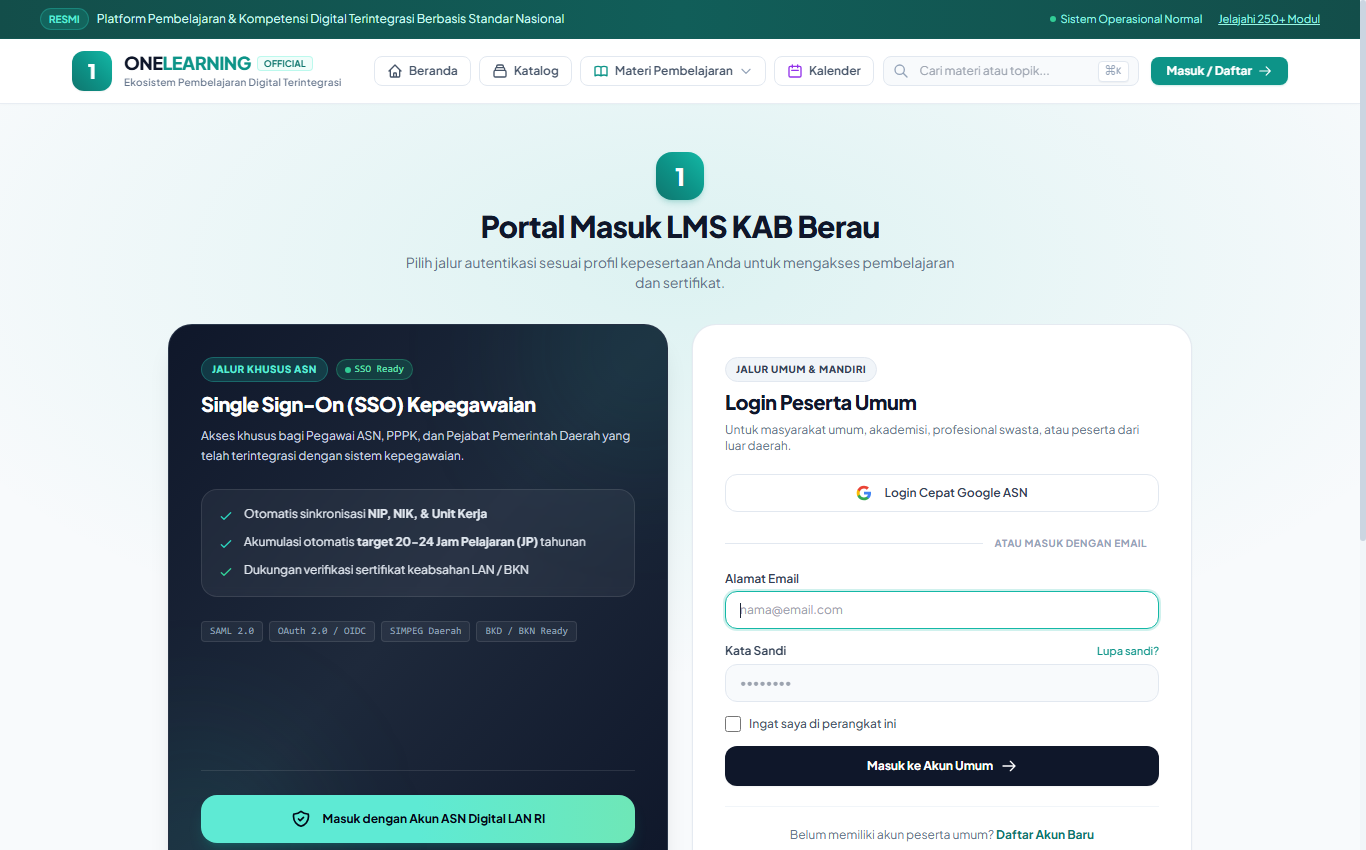 RESMI Platform Pembelajaran & Kompetensi Digital Terintegrasi Berbasis Standar Nasional
Sistem Operasional Normal Jelajahi 250+ Modul
1 ONELEARNING OFFICIAL
Ekosistem Pembelajaran Digital Terintegrasi
Beranda Katalog Materi Pembelajaran Kalender Cari materi atau topik... ⌘K Masuk / Daftar →
1
Portal Masuk LMS KAB Berau
Pilih jalur autentikasi sesuai profil kepesertaan Anda untuk mengakses pembelajaran
dan sertifikat.
JALUR KHUSUS ASN SSO Ready
Single Sign-On (SSO) Kepegawaian
Akses khusus bagi Pegawai ASN, PPPK, dan Pejabat Pemerintah Daerah yang
telah terintegrasi dengan sistem kepegawaian.
Otomatis sinkronisasi NIP, NIK, & Unit Kerja
Akumulasi otomatis target 20-24 Jam Pelajaran (JP) tahunan
Dukungan verifikasi sertifikat keabsahan LAN / BKN
SAML 2.0 OAuth 2.0 / OIDC SIMPEG Daerah BKD / BKN Ready
Masuk dengan Akun ASN Digital LAN RI
JALUR UMUM & MANDIRI
Login Peserta Umum
Untuk masyarakat umum, akademisi, profesional swasta, atau peserta dari
luar daerah.
Login Cepat Google ASN
ATAU MASUK DENGAN EMAIL
Alamat Email
nama@email.com
Kata Sandi Lupa sandi?
••••••••
Ingat saya di perangkat ini
Masuk ke Akun Umum →
Belum memiliki akun peserta umum? Daftar Akun Baru